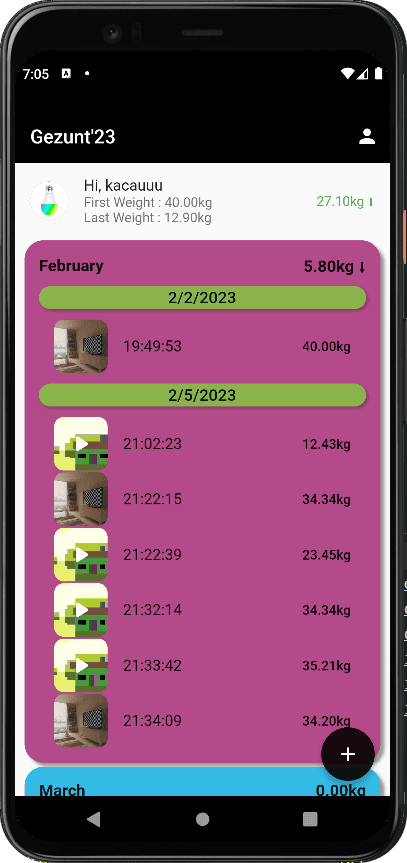 7:05
Gezunt'23
Hi, kacauuu
First Weight : 40.00kg
Last Weight : 12.90kg
27.10kg ↓
February 5.80kg ↓
2/2/2023
19:49:53 40.00kg
2/5/2023
21:02:23 12.43kg
21:22:15 34.34kg
21:22:39 23.45kg
21:32:14 34.34kg
21:33:42 35.21kg
21:34:09 34.20kg
+
March 0.00kg